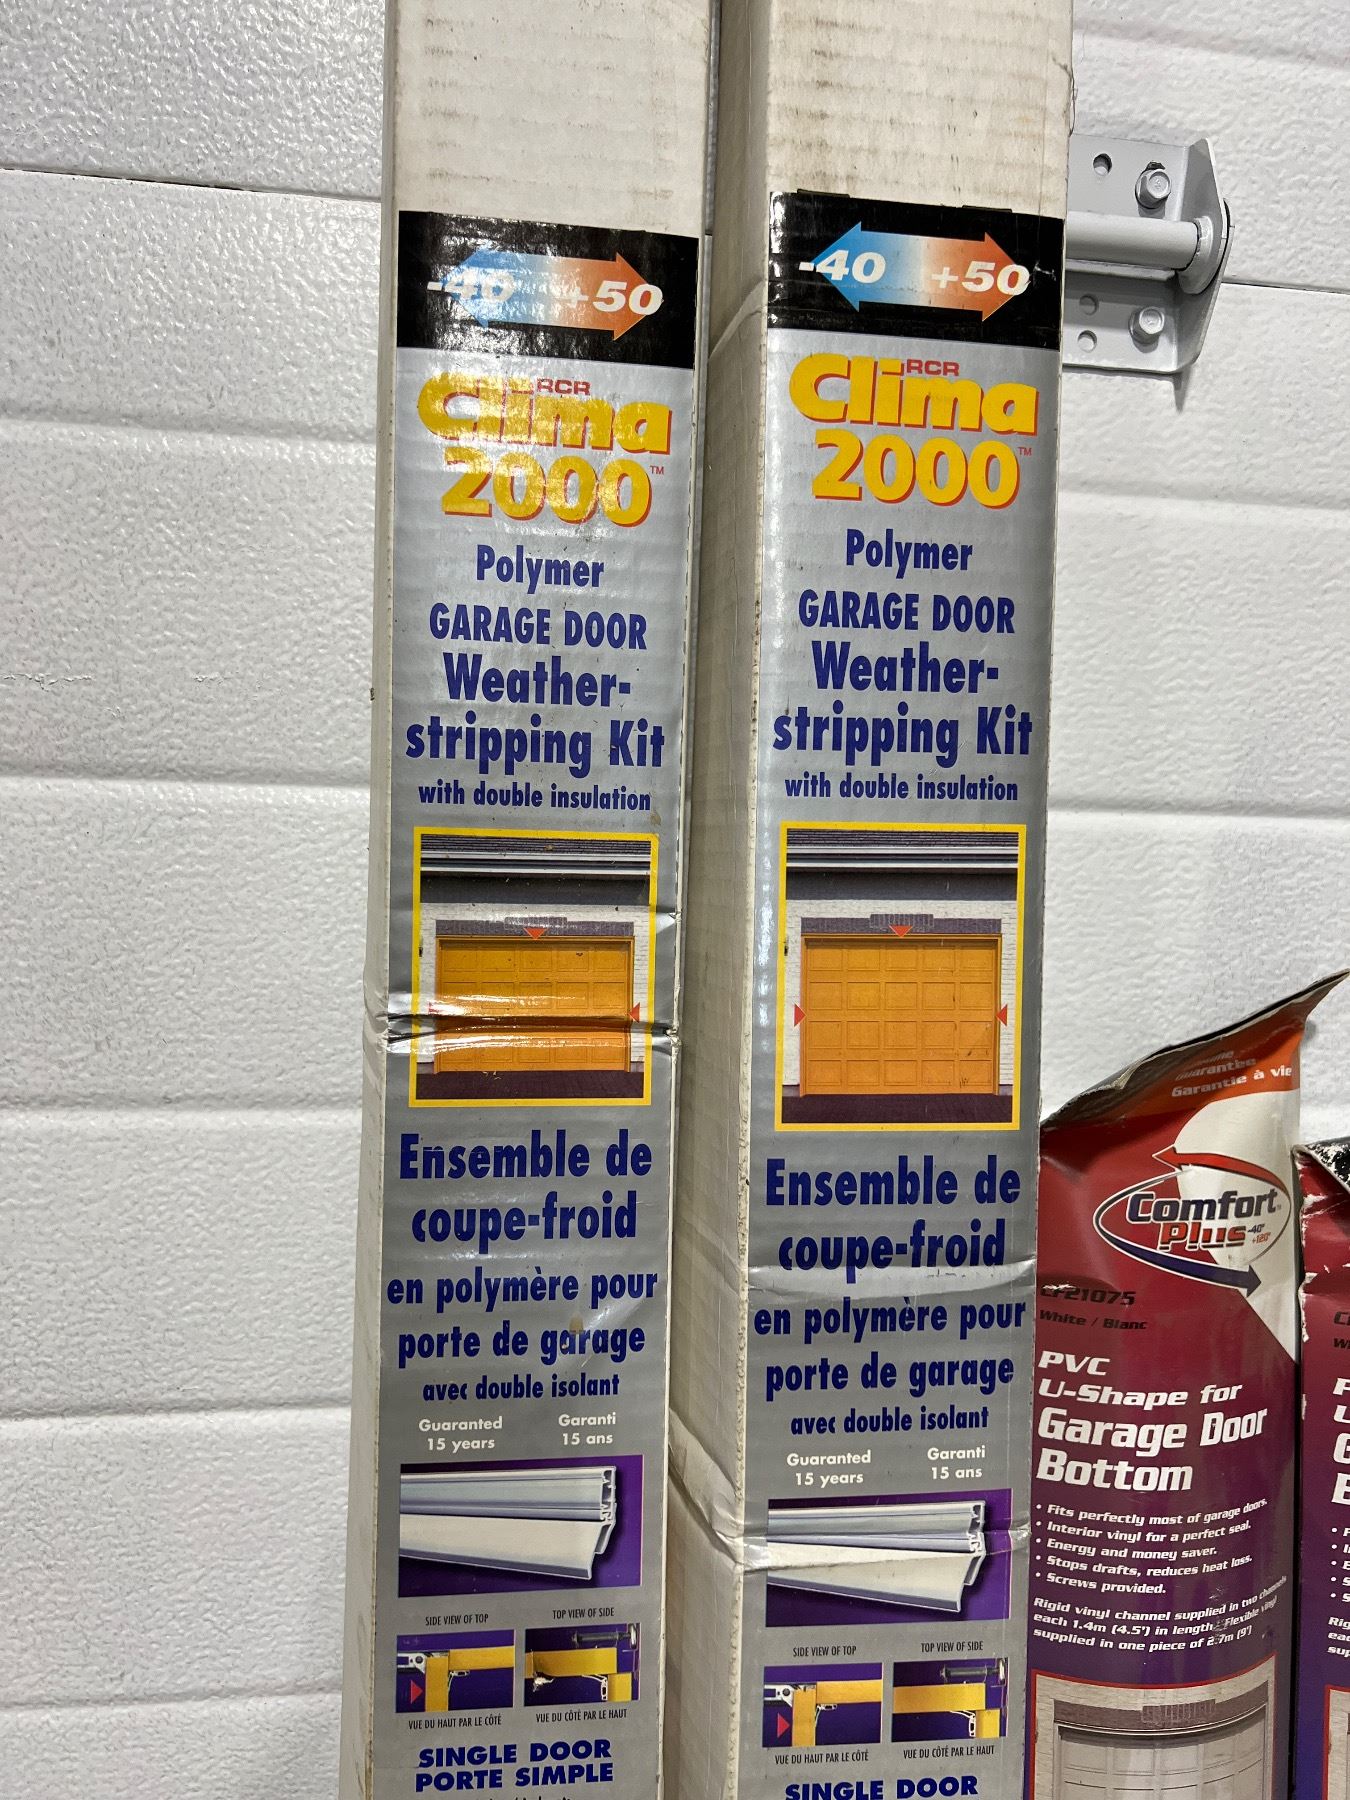 -40 +50
RCR
Clima
2000™
Polymer
GARAGE DOOR
Weather-
stripping Kit
with double insulation
Ensemble de
coupe-froid
en polymère pour
porte de garage
avec double isolant
Guaranteed Garanti
15 years 15 ans
SIDE VIEW OF TOP TOP VIEW OF SIDE
VUE DU HAUT PAR LE CÔTÉ VUE DU CÔTÉ PAR LE HAUT
SINGLE DOOR
PORTE SIMPLE
-40 +50
RCR
Clima
2000™
Polymer
GARAGE DOOR
Weather-
stripping Kit
with double insulation
Ensemble de
coupe-froid
en polymère pour
porte de garage
avec double isolant
Guaranteed Garanti
15 years 15 ans
SIDE VIEW OF TOP TOP VIEW OF SIDE
VUE DU HAUT PAR LE CÔTÉ VUE DU CÔTÉ PAR LE HAUT
SINGLE DOOR
Garantie à vie
Comfort
Plus -40° +120°
CP21075
White / Blanc
PVC
U-Shape for
Garage Door
Bottom
• Fits perfectly most of garage doors.
• Interior vinyl for a perfect seal.
• Energy and money saver.
• Stops drafts, reduces heat loss.
• Screws provided.
Rigid vinyl channel supplied in two channels
each 1.4m (4.5') in length. Flexible vinyl
supplied in one piece of 2.7m (9')